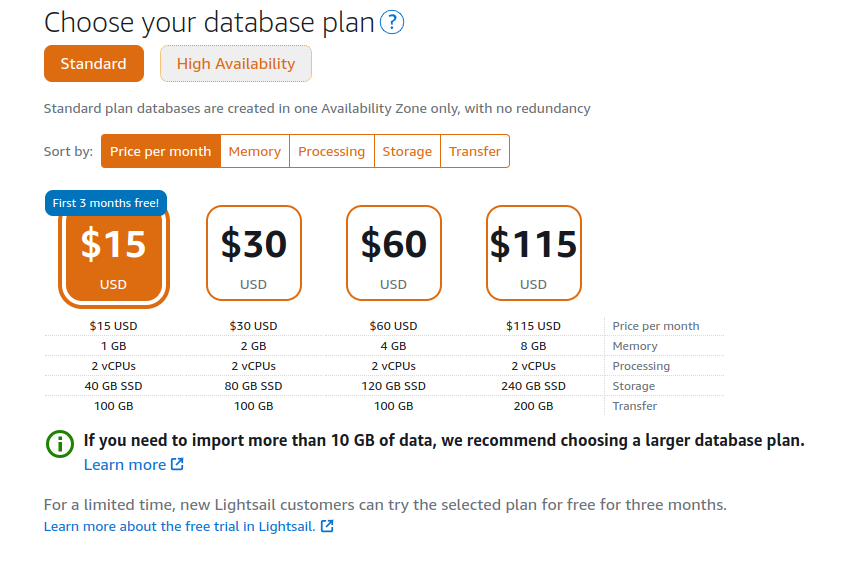 Choose your database plan ?
Standard High Availability
Standard plan databases are created in one Availability Zone only, with no redundancy
Sort by: Price per month Memory Processing Storage Transfer
First 3 months free!
$15 $30 $60 $115
USD USD USD USD
$15 USD $30 USD $60 USD $115 USD Price per month
1 GB 2 GB 4 GB 8 GB Memory
2 vCPUs 2 vCPUs 2 vCPUs 2 vCPUs Processing
40 GB SSD 80 GB SSD 120 GB SSD 240 GB SSD Storage
100 GB 100 GB 100 GB 200 GB Transfer
If you need to import more than 10 GB of data, we recommend choosing a larger database plan.
Learn more
For a limited time, new Lightsail customers can try the selected plan for free for three months.
Learn more about the free trial in Lightsail.